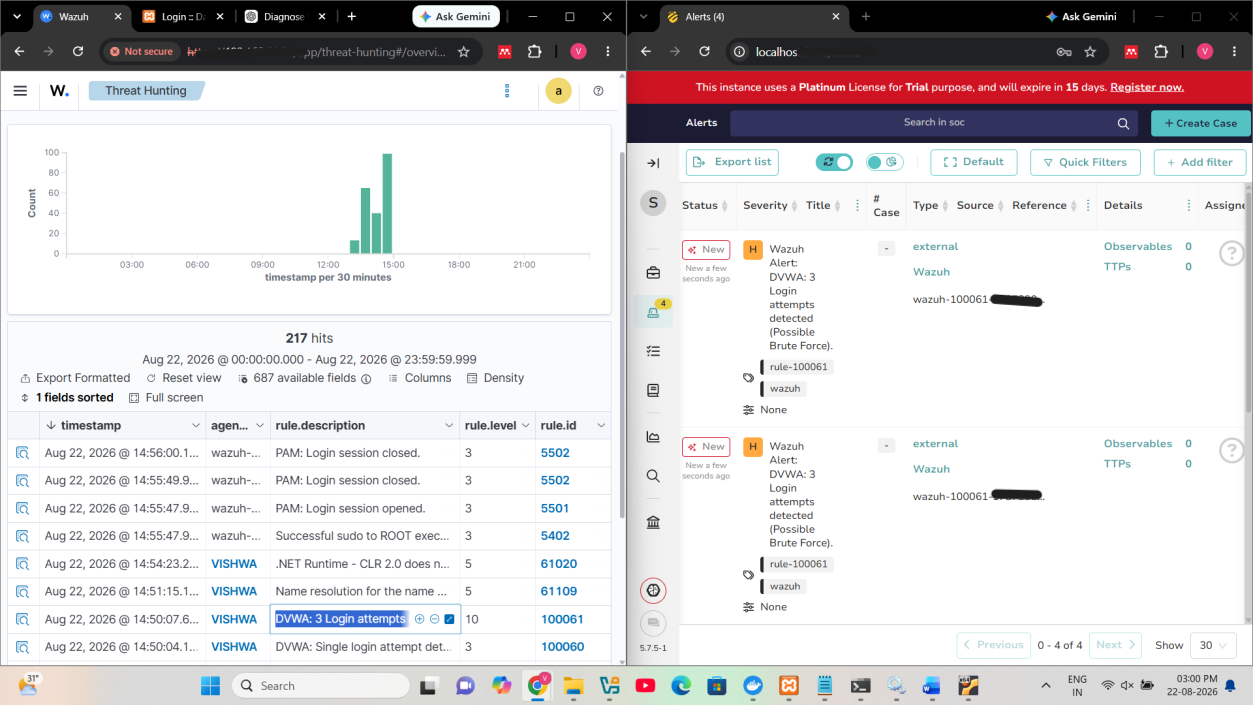 Wazuh
Login :: Da
Diagnose
Ask Gemini
Not secure
pp/threat-hunting#/overvi...
V
W.
Threat Hunting
a
100
80
60
40
20
0
Count
03:00
06:00
09:00
12:00
15:00
18:00
21:00
timestamp per 30 minutes
217 hits
Aug 22, 2026 @ 00:00:00.000 - Aug 22, 2026 @ 23:59:59.999
Export Formatted
Reset view
687 available fields
Columns
Density
1 fields sorted
Full screen
timestamp agen... rule.description rule.level rule.id
Aug 22, 2026 @ 14:56:00.1... wazuh-... PAM: Login session closed. 3 5502
Aug 22, 2026 @ 14:55:49.9... wazuh-... PAM: Login session closed. 3 5502
Aug 22, 2026 @ 14:55:47.9... wazuh-... PAM: Login session opened. 3 5501
Aug 22, 2026 @ 14:55:47.9... wazuh-... Successful sudo to ROOT exec... 3 5402
Aug 22, 2026 @ 14:54:23.2... VISHWA .NET Runtime - CLR 2.0 does n... 5 61020
Aug 22, 2026 @ 14:51:15.1... VISHWA Name resolution for the name ... 5 61109
Aug 22, 2026 @ 14:50:07.6... VISHWA DVWA: 3 Login attempts 10 100061
Aug 22, 2026 @ 14:50:04.1... VISHWA DVWA: Single login attempt det... 3 100060
Alerts (4)
Ask Gemini
localhos
V
This instance uses a Platinum License for Trial purpose, and will expire in 15 days. Register now.
Alerts
Search in soc
+ Create Case
Export list
Default
Quick Filters
+ Add filter
S
4
5.7.5-1
Status Severity Title # Case Type Source Reference Details Assigne
New
New a few
seconds ago
H
Wazuh
Alert:
DVWA: 3
Login
attempts
detected
(Possible
Brute Force).
rule-100061
wazuh
None
-
external
Wazuh
wazuh-100061-
Observables 0
TTPs 0
?
New
New a few
seconds ago
H
Wazuh
Alert:
DVWA: 3
Login
attempts
detected
(Possible
Brute Force).
rule-100061
wazuh
None
-
external
Wazuh
wazuh-100061-
Observables 0
TTPs 0
?
Previous
0 - 4 of 4
Next
Show
30
31°
Search
ENG
IN
03:00 PM
22-08-2026